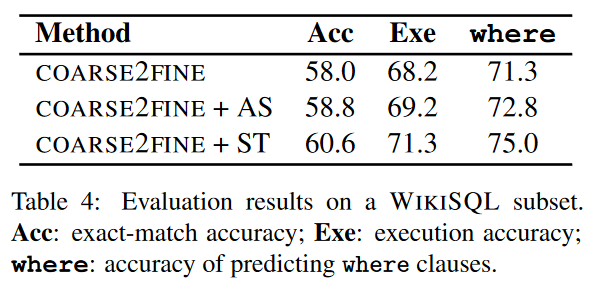 Method Acc Exe where
COARSE2FINE 58.0 68.2 71.3
COARSE2FINE + AS 58.8 69.2 72.8
COARSE2FINE + ST 60.6 71.3 75.0
Table 4: Evaluation results on a WIKISQL subset.
Acc: exact-match accuracy; Exe: execution accuracy;
where: accuracy of predicting where clauses.